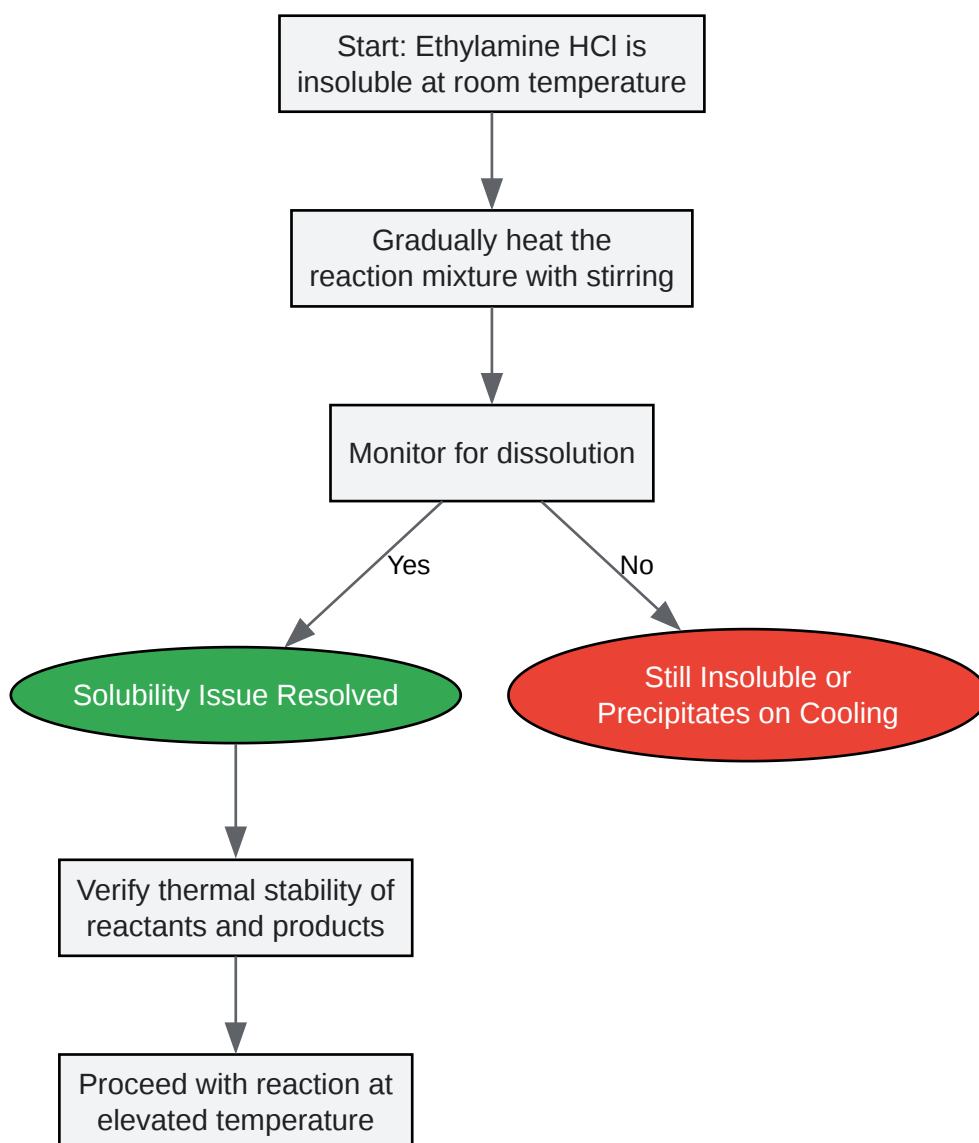 Start: Ethylamine HCl is
insoluble at room temperature
Gradually heat the
reaction mixture with stirring
Monitor for dissolution
Yes
No
Solubility Issue Resolved
Still Insoluble or
Precipitates on Cooling
Verify thermal stability of
reactants and products
Proceed with reaction at
elevated temperature